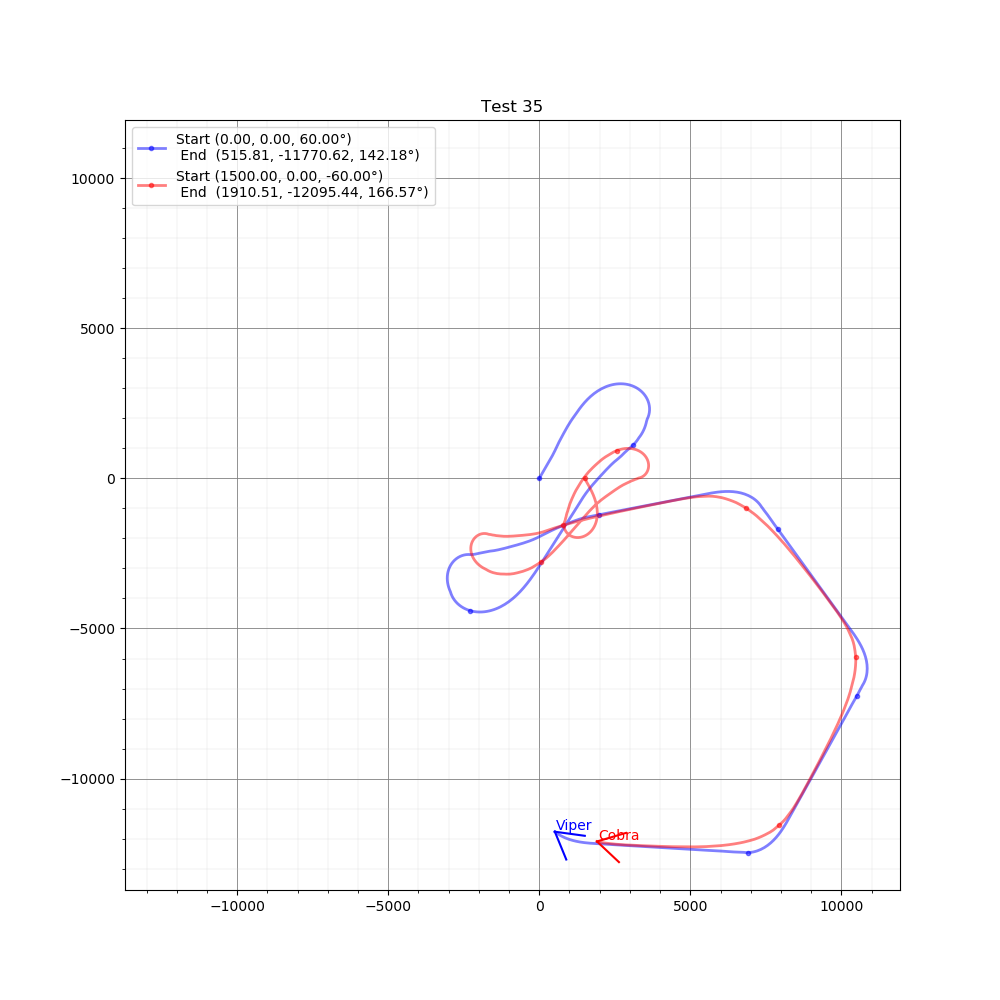 Test 35
Start (0.00, 0.00, 60.00°)
End  (515.81, -11770.62, 142.18°)
Start (1500.00, 0.00, -60.00°)
End  (1910.51, -12095.44, 166.57°)
10000
5000
0
−5000
−10000
Viper
Cobra
−10000
−5000
0
5000
10000